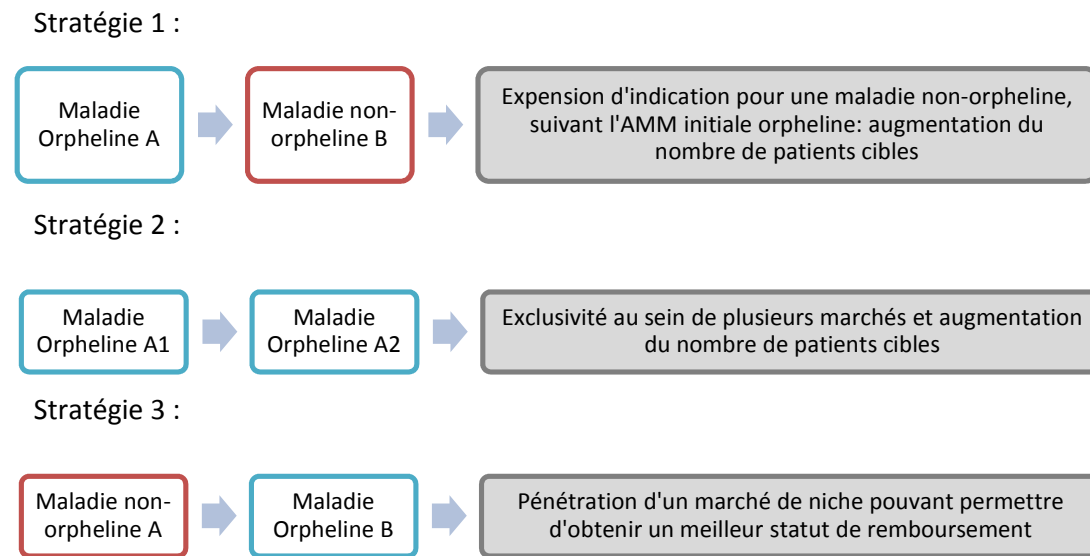 Stratégie 1 :
Maladie
Orpheline A
Maladie non-
orpheline B
Expension d'indication pour une maladie non-orpheline,
suivant l'AMM initiale orpheline: augmentation du
nombre de patients cibles
Stratégie 2 :
Maladie
Orpheline A1
Maladie
Orpheline A2
Exclusivité au sein de plusieurs marchés et augmentation
du nombre de patients cibles
Stratégie 3 :
Maladie non-
orpheline A
Maladie
Orpheline B
Pénétration d'un marché de niche pouvant permettre
d'obtenir un meilleur statut de remboursement